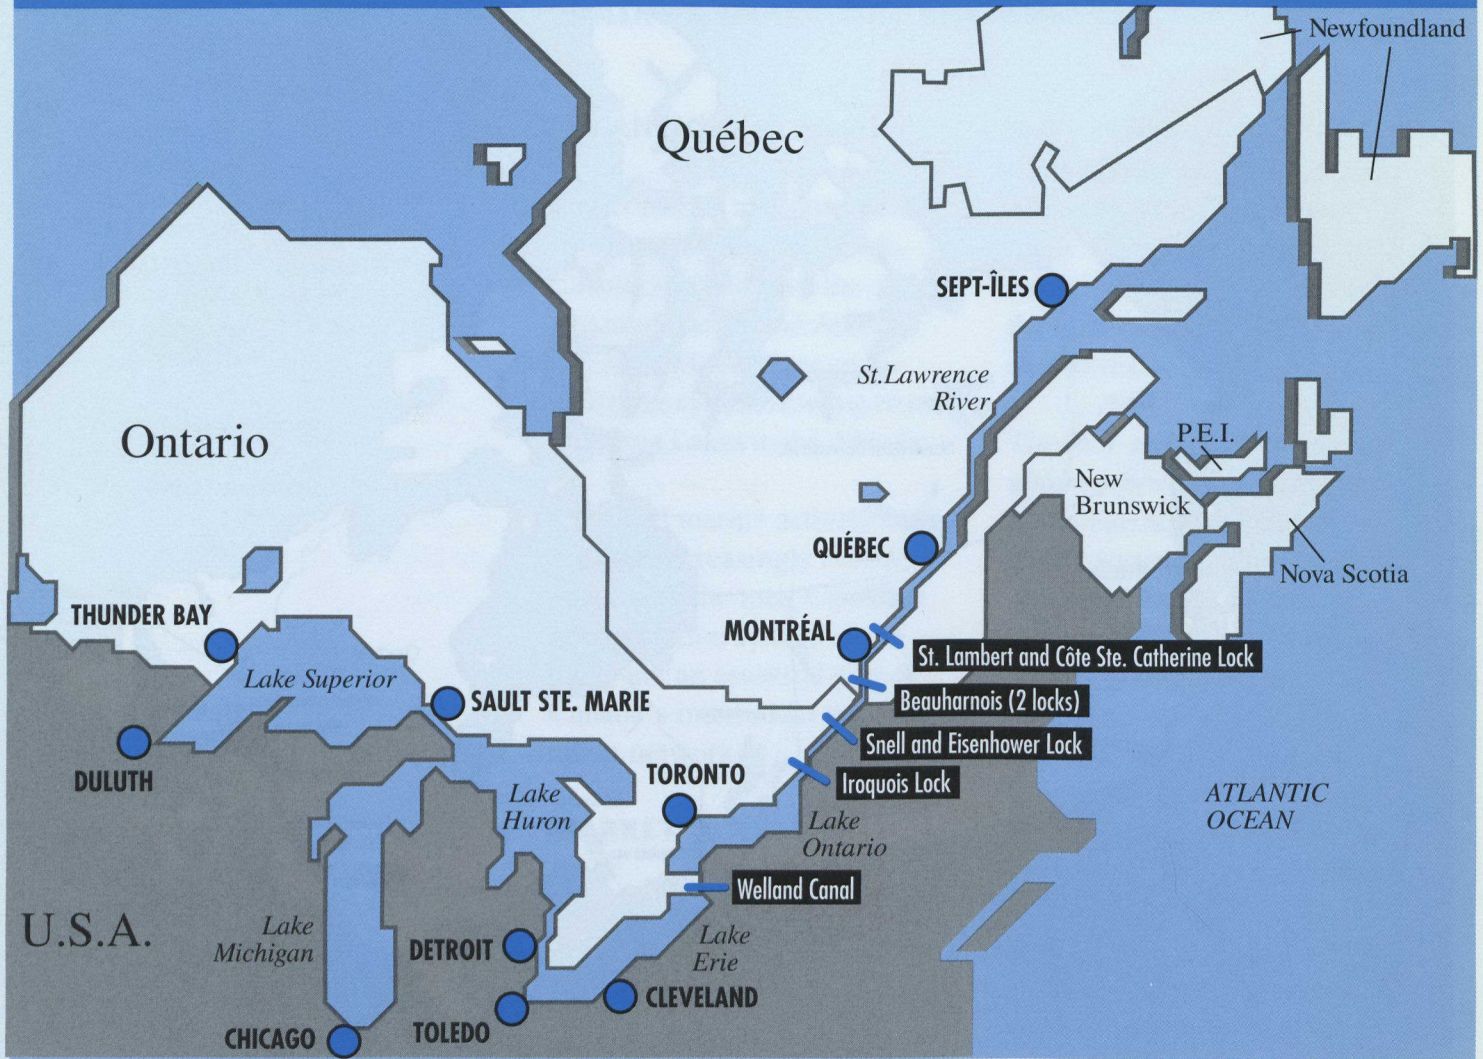 Newfoundland
Québec
SEPT-ÎLES
St.Lawrence
River
Ontario
P.E.I.
New
Brunswick
QUÉBEC
Nova Scotia
THUNDER BAY
MONTRÉAL
St. Lambert and Côte Ste. Catherine Lock
Lake Superior
SAULT STE. MARIE
Beauharnois (2 locks)
Snell and Eisenhower Lock
DULUTH
TORONTO
Iroquois Lock
Lake
Huron
ATLANTIC
OCEAN
Lake
Ontario
Welland Canal
U.S.A.
Lake
Michigan
DETROIT
Lake
Erie
CLEVELAND
TOLEDO
CHICAGO